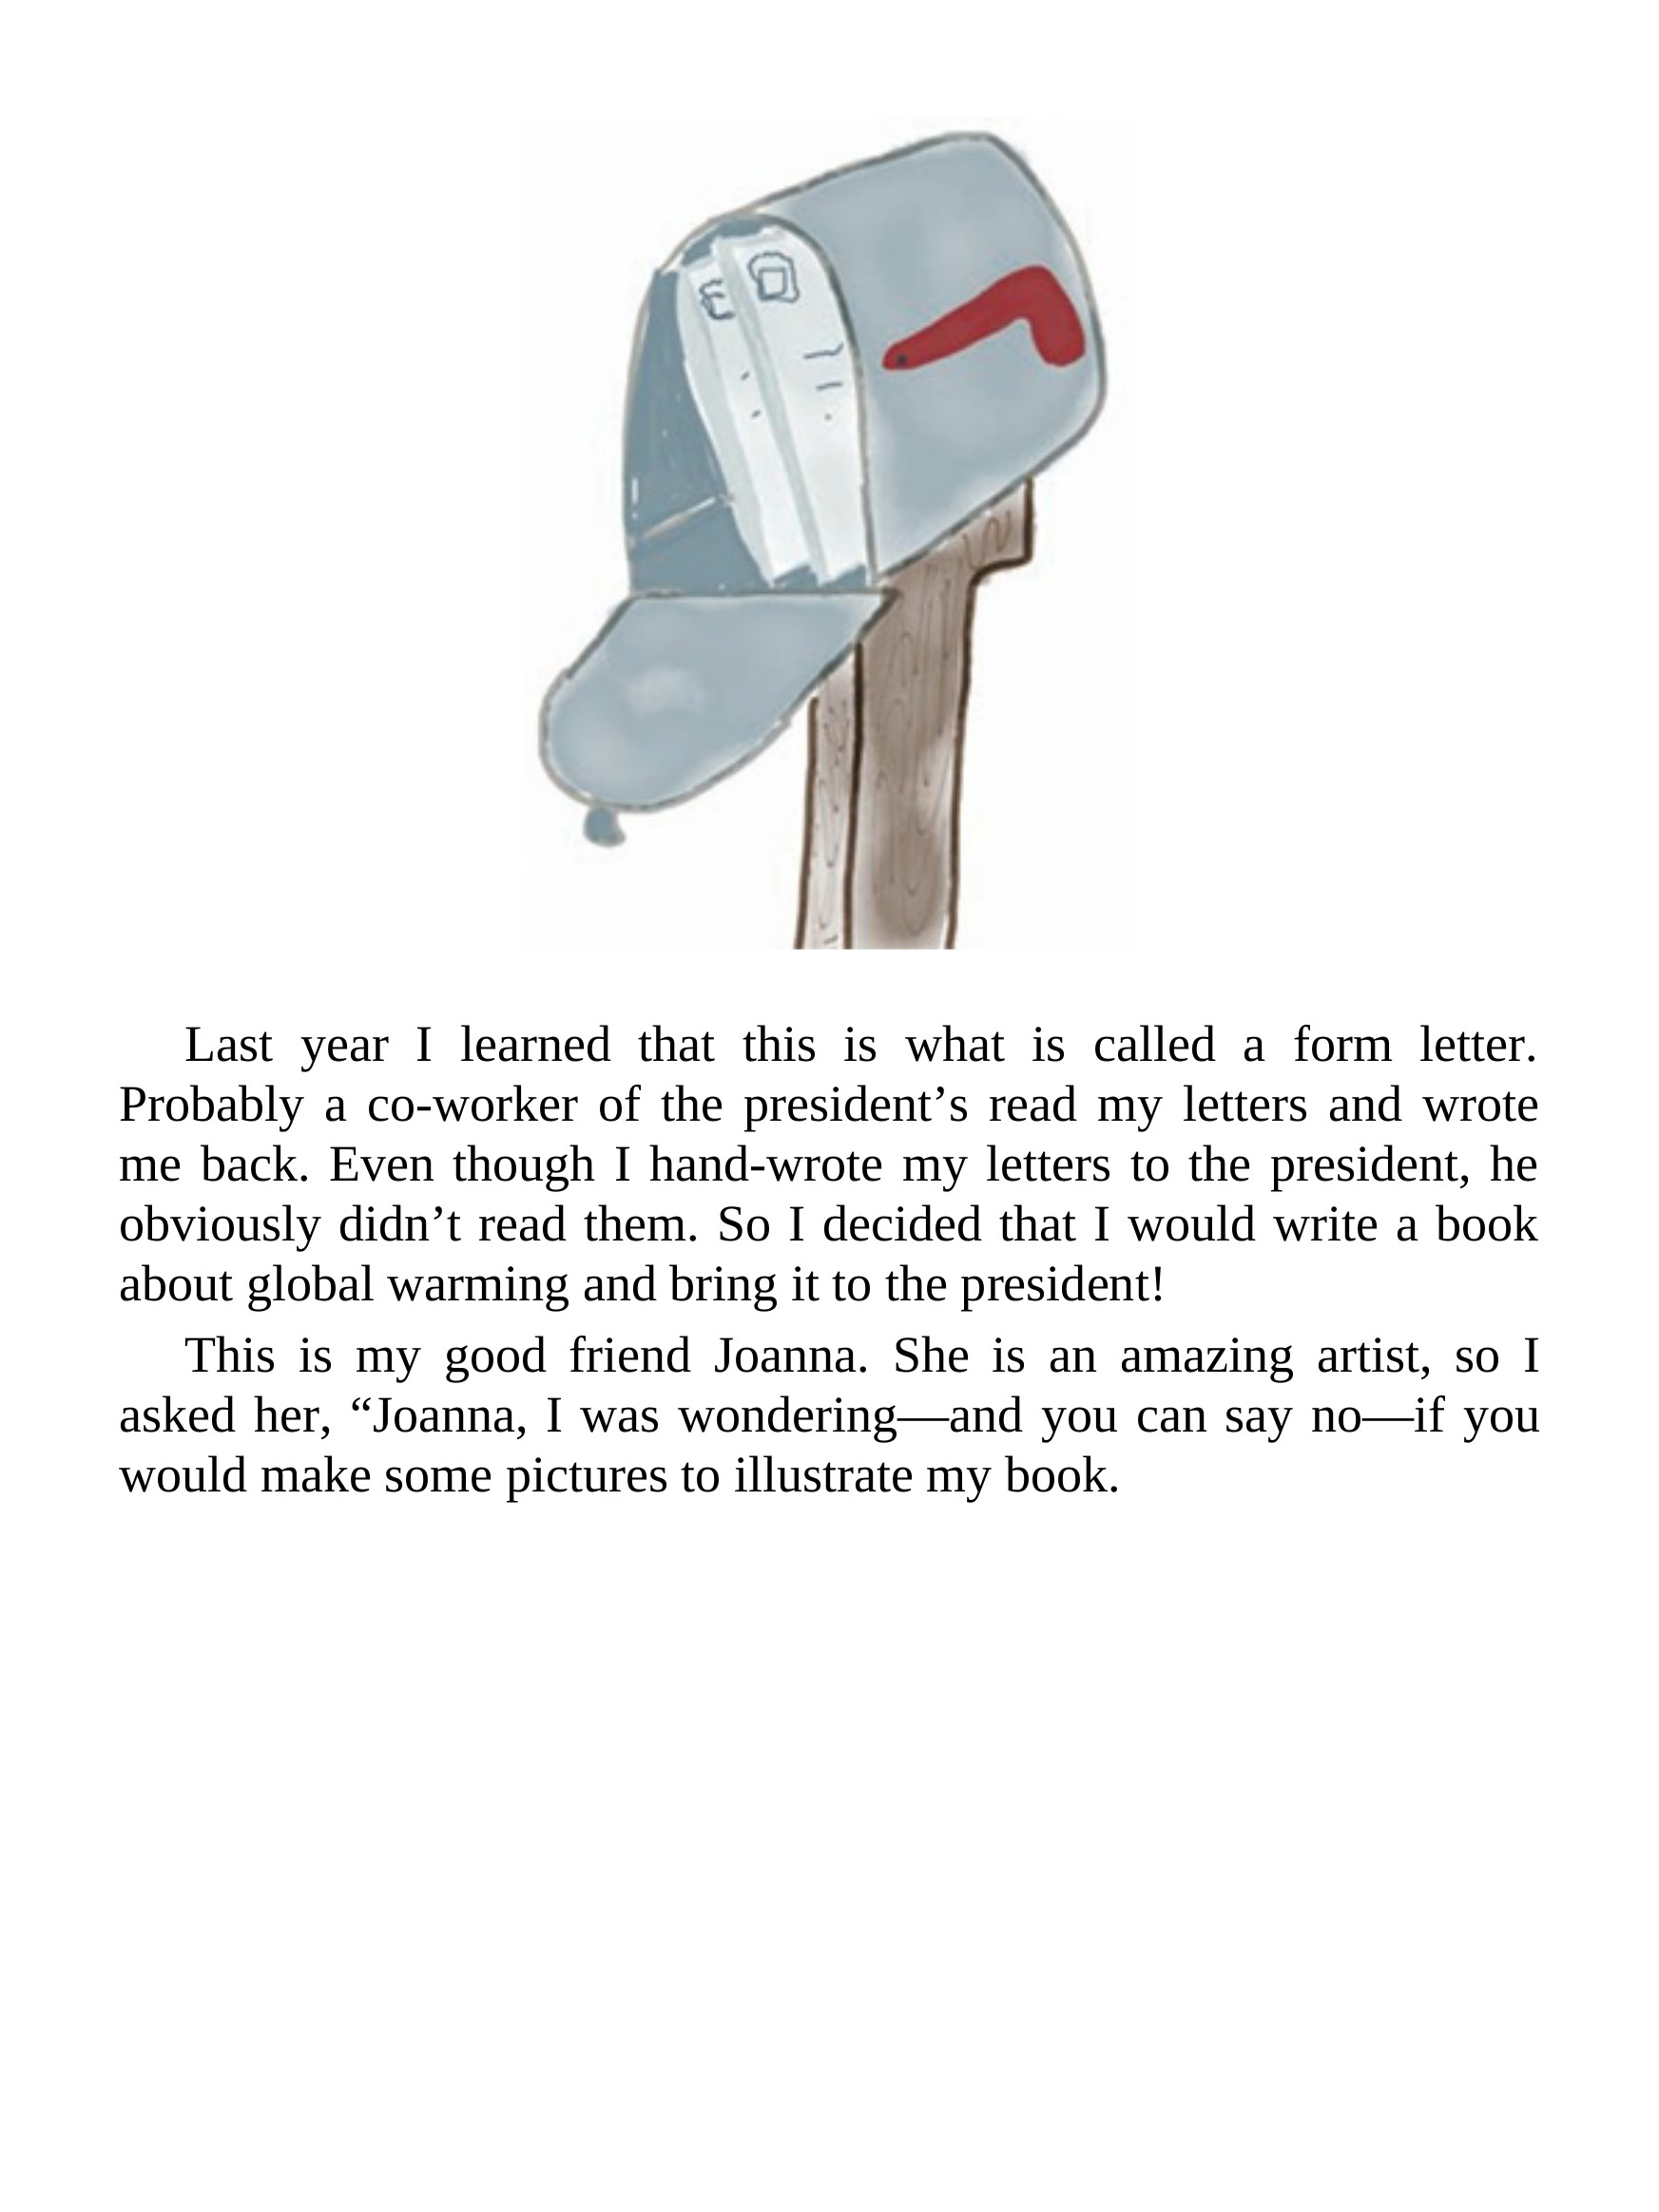 Last year I learned that this is what is called a form letter.
Probably a co-worker of the president’s read my letters and wrote
me back. Even though I hand-wrote my letters to the president, he
obviously didn’t read them. So I decided that I would write a book
about global warming and bring it to the president!
This is my good friend Joanna. She is an amazing artist, so I
asked her, “Joanna, I was wondering—and you can say no—if you
would make some pictures to illustrate my book.